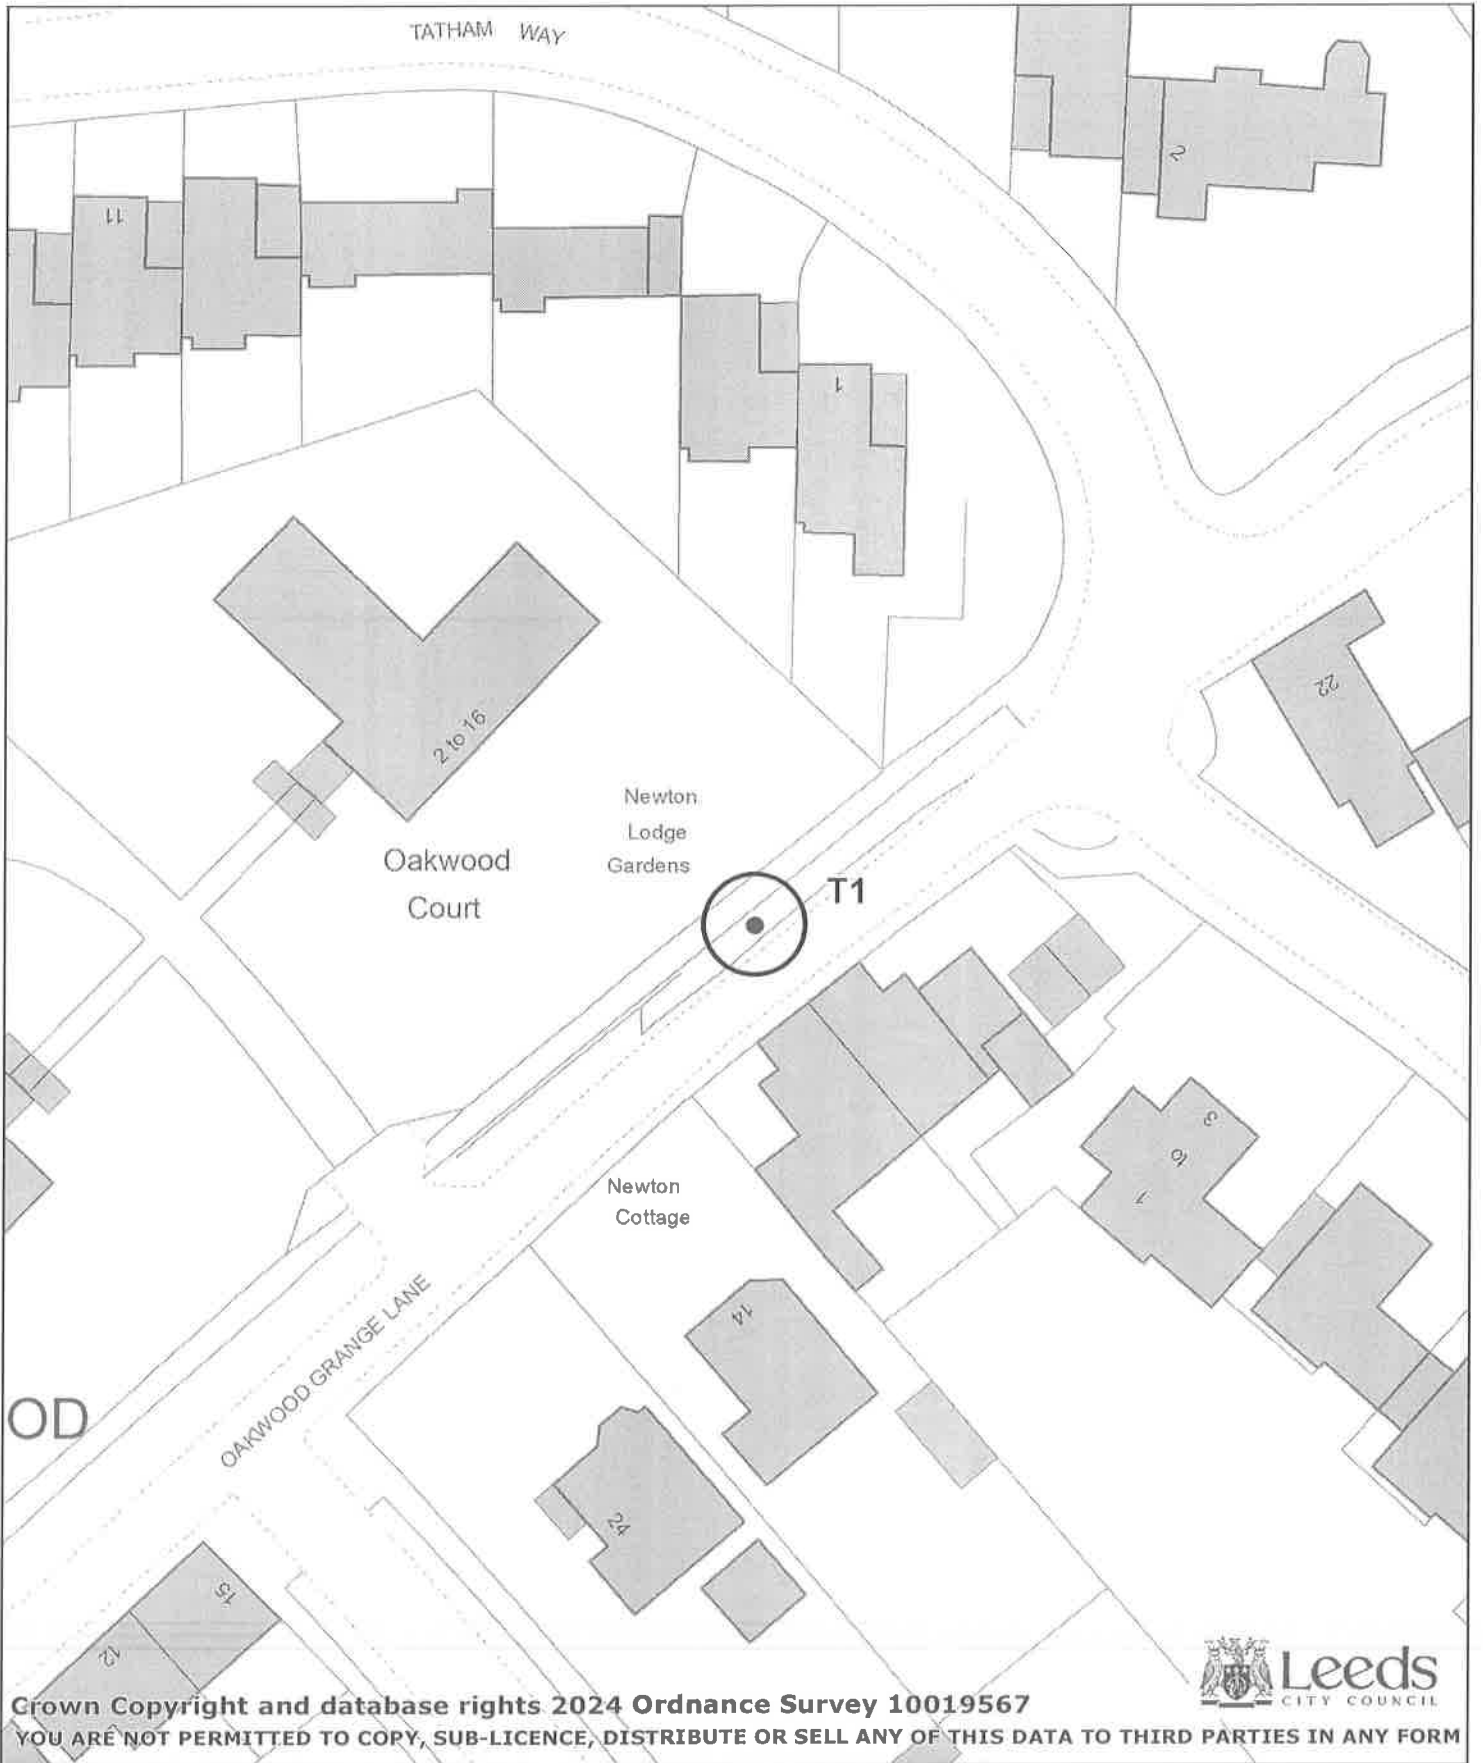 TATHAM WAY
2
11
1
22
2 to 16
Newton
Lodge
Gardens
Oakwood
Court
T1
3
to
1
Newton
Cottage
14
OAKWOOD GRANGE LANE
OD
24
15
12
Leeds
CITY COUNCIL
Crown Copyright and database rights 2024 Ordnance Survey 10019567
YOU ARE NOT PERMITTED TO COPY, SUB-LICENCE, DISTRIBUTE OR SELL ANY OF THIS DATA TO THIRD PARTIES IN ANY FORM